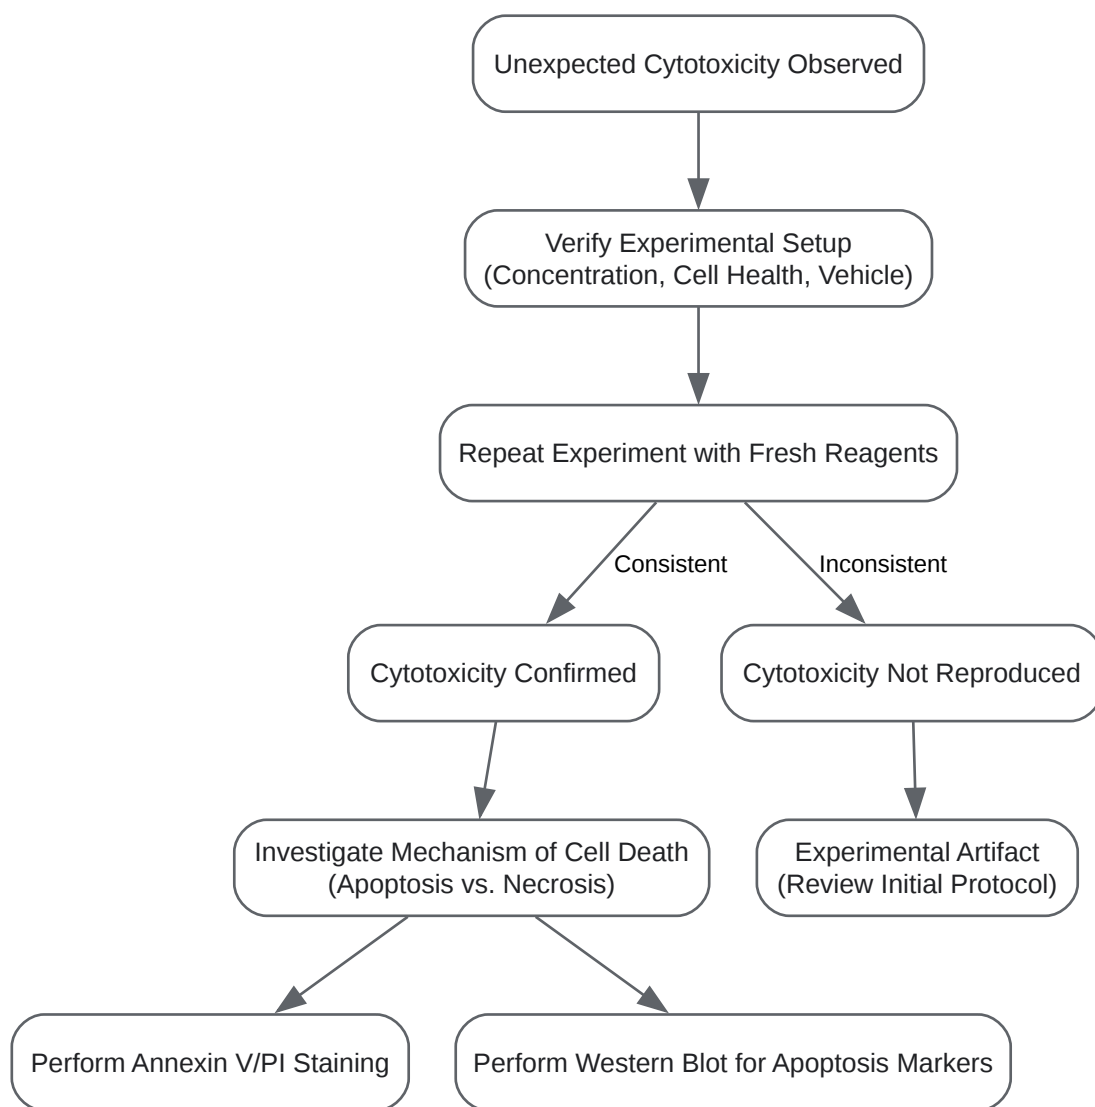 Unexpected Cytotoxicity Observed
Verify Experimental Setup
(Concentration, Cell Health, Vehicle)
Repeat Experiment with Fresh Reagents
Consistent
Inconsistent
Cytotoxicity Confirmed
Cytotoxicity Not Reproduced
Investigate Mechanism of Cell Death
(Apoptosis vs. Necrosis)
Experimental Artifact
(Review Initial Protocol)
Perform Annexin V/PI Staining
Perform Western Blot for Apoptosis Markers